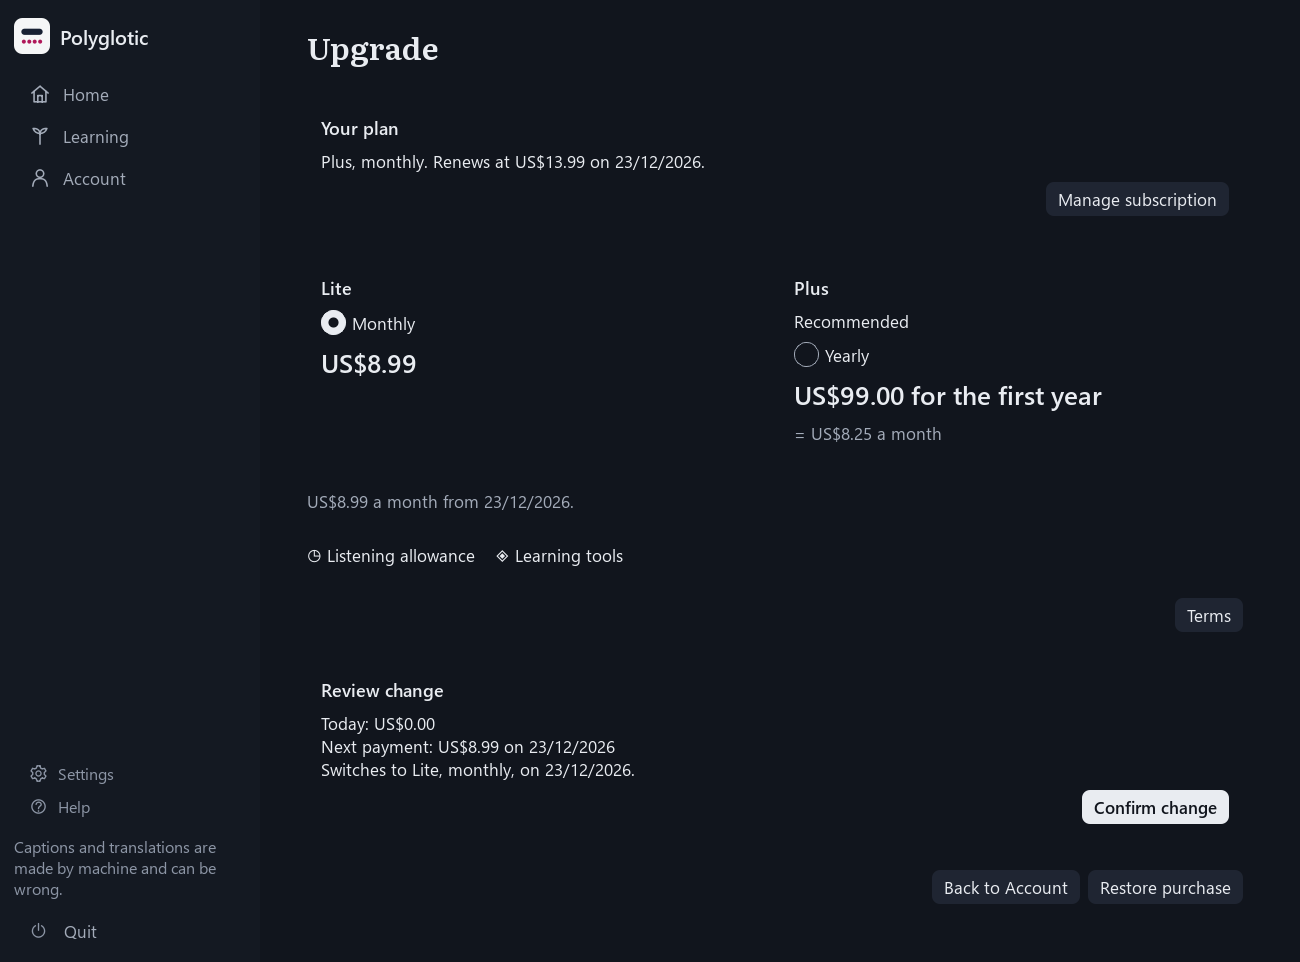 Polyglotic
Home
Learning
Account
Settings
Help
Captions and translations are
made by machine and can be
wrong.
Quit
Upgrade
Your plan
Plus, monthly. Renews at US$13.99 on 23/12/2026.
Manage subscription
Lite
Monthly
US$8.99
Plus
Recommended
Yearly
US$99.00 for the first year
= US$8.25 a month
US$8.99 a month from 23/12/2026.
Listening allowance
Learning tools
Terms
Review change
Today: US$0.00
Next payment: US$8.99 on 23/12/2026
Switches to Lite, monthly, on 23/12/2026.
Confirm change
Back to Account
Restore purchase